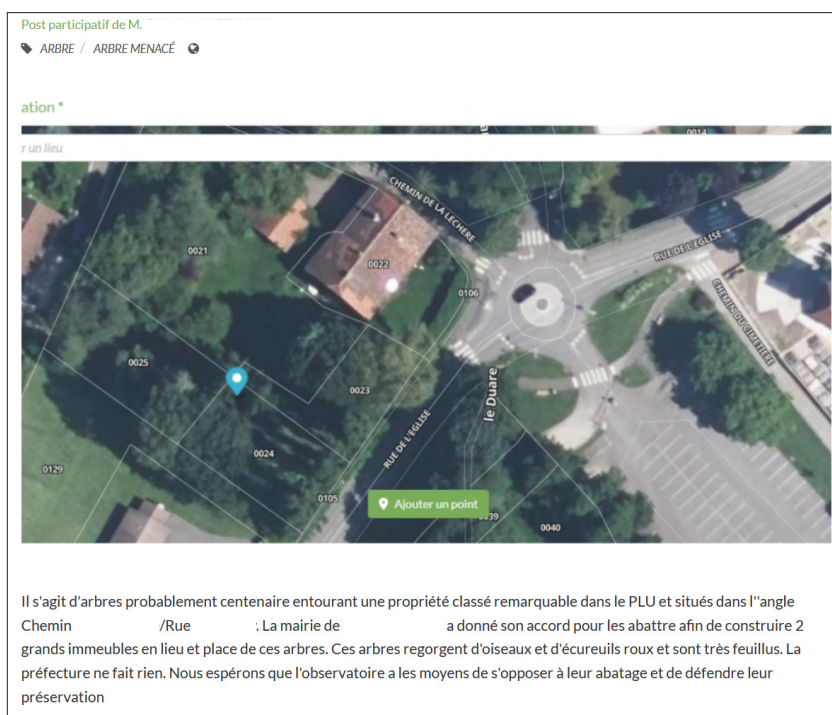 Post participatif de M.
ARBRE / ARBRE MENACÉ
ation *
0014
r un lieu
CHEMIN DE LA LECHERE
RUE DE L'EGLISE
0021
0022
0106
CHEMIN DU CIMETIÈRE
0025
0023
le Duare
RUE DE L'EGLISE
0024
0129
0105
Ajouter un point
39
0040
Il s'agit d'arbres probablement centenaire entourant une propriété classé remarquable dans le PLU et situés dans l''angle
Chemin /Rue . La mairie de a donné son accord pour les abattre afin de construire 2
grands immeubles en lieu et place de ces arbres. Ces arbres regorgent d'oiseaux et d'écureuils roux et sont très feuillus. La
préfecture ne fait rien. Nous espérons que l'observatoire a les moyens de s'opposer à leur abatage et de défendre leur
préservation